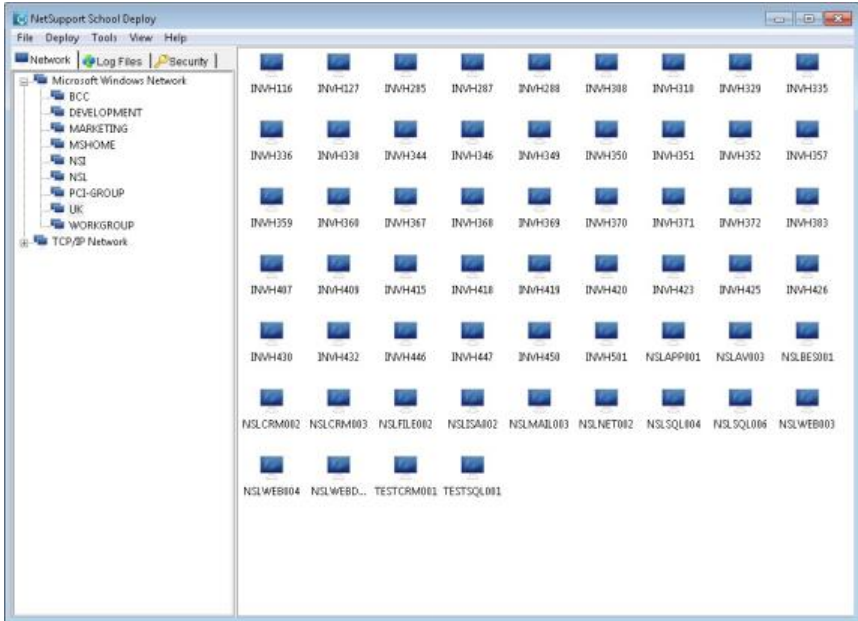 NetSupport School Deploy
File Deploy Tools View Help
Network Log Files Security
Microsoft Windows Network
BCC
DEVELOPMENT
MARKETING
MSHOME
NSI
NSL
PCI-GROUP
UK
WORKGROUP
TCP/IP Network
INVH116 INVH127 INVH285 INVH287 INVH288 INVH308 INVH318 INVH329 INVH335
INVH336 INVH338 INVH344 INVH346 INVH349 INVH350 INVH351 INVH352 INVH357
INVH359 INVH360 INVH367 INVH368 INVH369 INVH370 INVH371 INVH372 INVH383
INVH407 INVH409 INVH415 INVH418 INVH419 INVH420 INVH423 INVH425 INVH426
INVH430 INVH432 INVH446 INVH447 INVH450 INVH501 NSLAPP001 NSLAV003 NSLBES001
NSLCRM002 NSLCRM003 NSLFILE002 NSLISA002 NSLMAIL003 NSLNET002 NSLSQL004 NSLSQL006 NSLWEB003
NSLWEB004 NSLWEBD... TESTCRM001 TESTSQL001